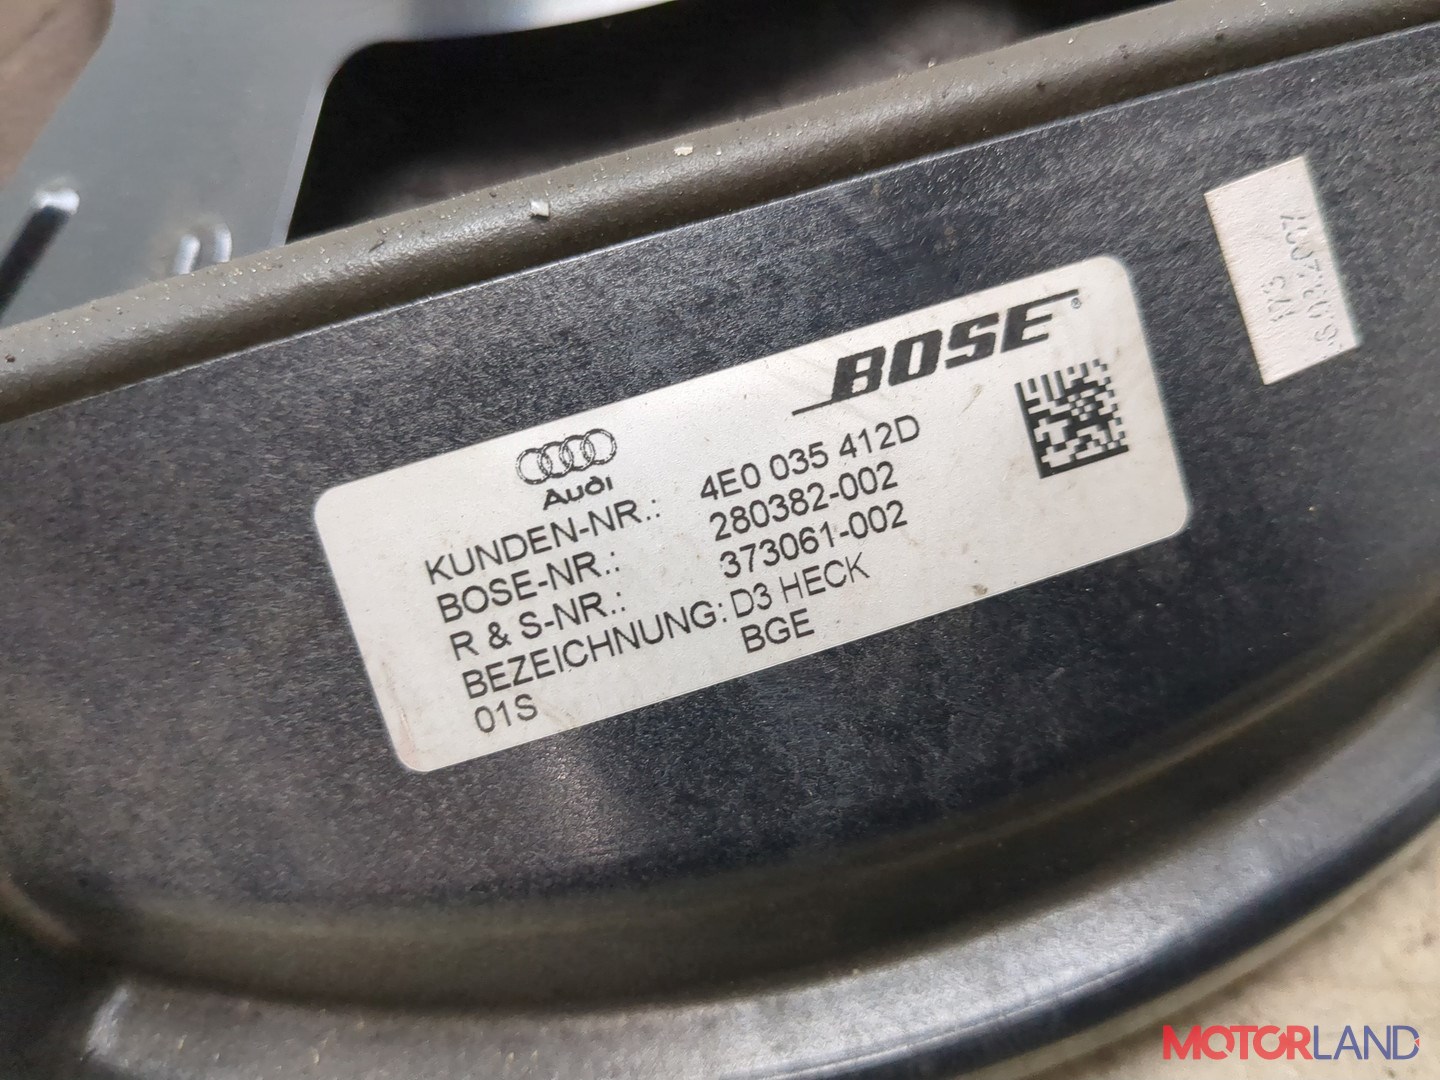 BOSE®
Audi
KUNDEN-NR.: 4E0 035 412D
BOSE-NR.: 280382-002
R & S-NR.: 373061-002
BEZEICHNUNG: D3 HECK
01S BGE
MOTORLAND